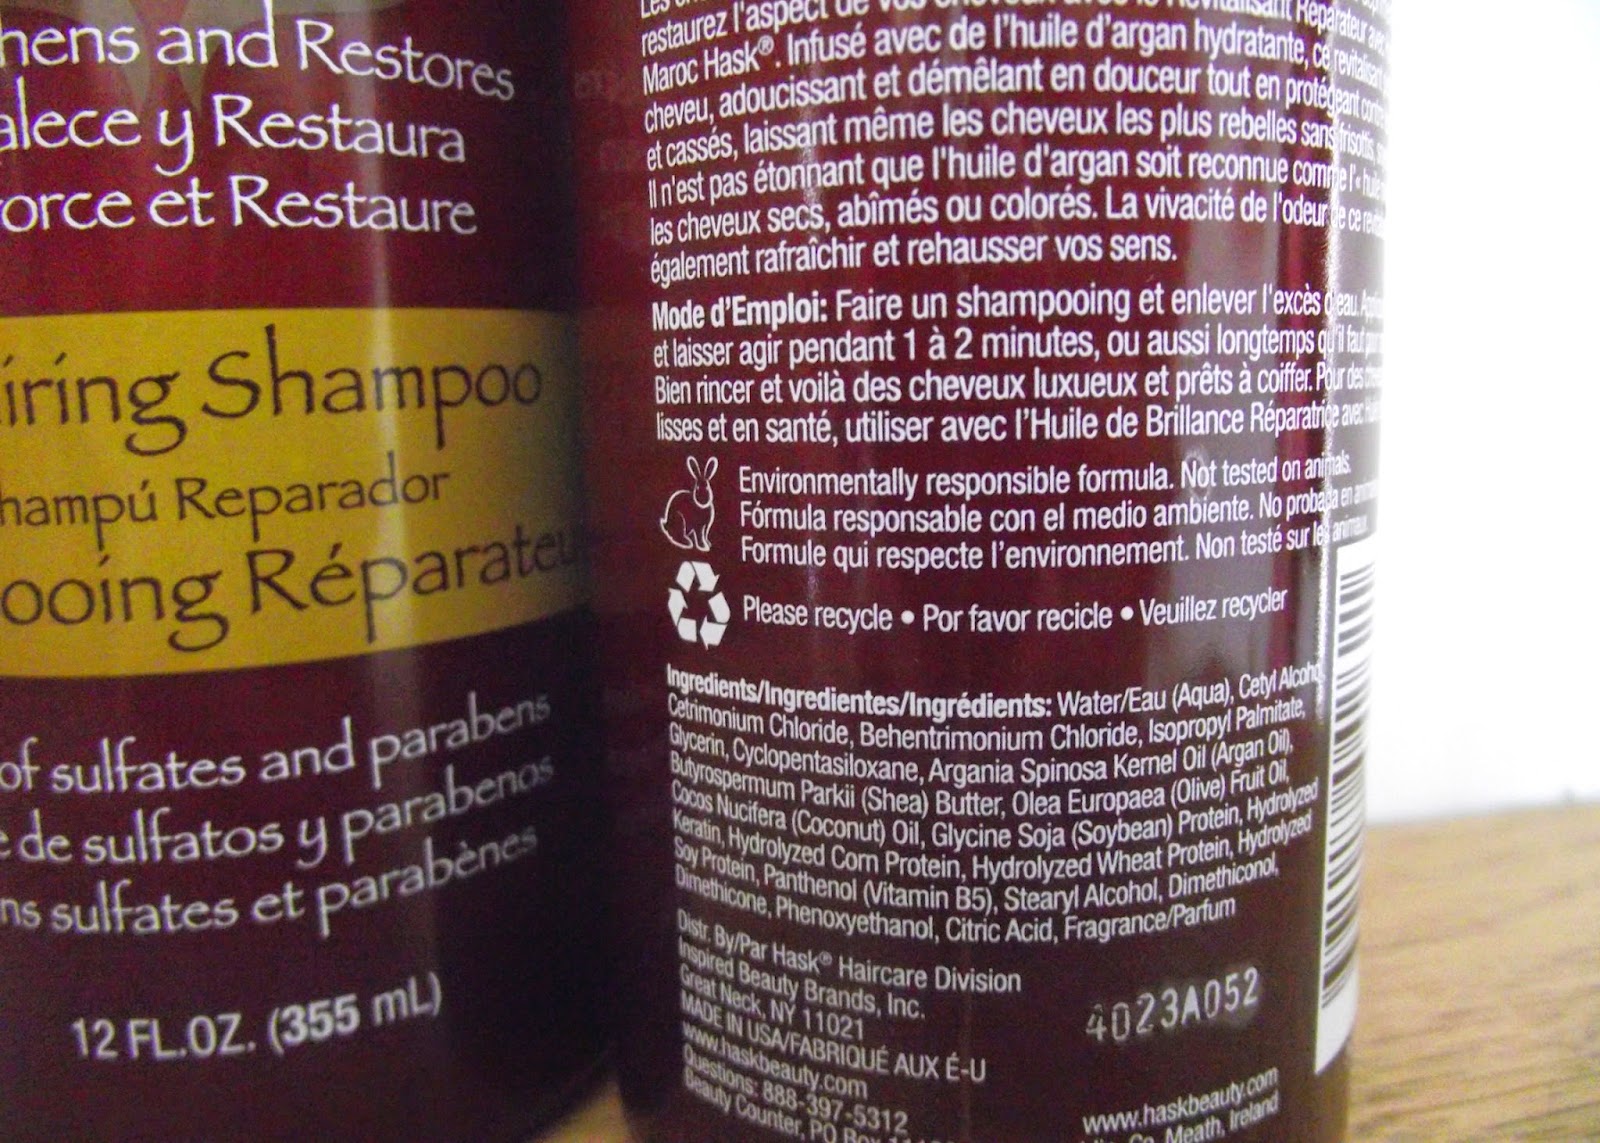 hens and Restores
alece y Restaura
orce et Restaure
iring Shampoo
hampú Reparador
ooing Réparateu
of sulfates and parabens
e de sulfatos y parabenos
ns sulfates et parabènes
12 FL.OZ. (355 mL)
restaurez l'aspect de vos cheveux avec le Revitalisant Réparateur avec
Maroc Hask®. Infusé avec de l'huile d'argan hydratante, ce revitalisant
cheveu, adoucissant et démêlant en douceur tout en protégeant contre
et cassés, laissant même les cheveux les plus rebelles sans frisottis,
Il n'est pas étonnant que l'huile d'argan soit reconnue comme l'« huile
les cheveux secs, abîmés ou colorés. La vivacité de l'odeur de ce
également rafraîchir et rehausser vos sens.
Mode d'Emploi: Faire un shampooing et enlever l'excès d'eau.
et laisser agir pendant 1 à 2 minutes, ou aussi longtemps qu'il faut
Bien rincer et voilà des cheveux luxueux et prêts à coiffer. Pour des
lisses et en santé, utiliser avec l'Huile de Brillance Réparatrice avec
Environmentally responsible formula. Not tested on animals.
Fórmula responsable con el medio ambiente. No probada en
Formule qui respecte l'environnement. Non testé sur les animaux.
Please recycle • Por favor recicle • Veuillez recycler
Ingredients/Ingredientes/Ingrédients: Water/Eau (Aqua), Cetyl Alcohol,
Cetrimonium Chloride, Behentrimonium Chloride, Isopropyl Palmitate,
Glycerin, Cyclopentasiloxane, Argania Spinosa Kernel Oil (Argan Oil),
Butyrospermum Parkii (Shea) Butter, Olea Europaea (Olive) Fruit Oil,
Cocos Nucifera (Coconut) Oil, Glycine Soja (Soybean) Protein, Hydrolyzed
Keratin, Hydrolyzed Corn Protein, Hydrolyzed Wheat Protein, Hydrolyzed
Soy Protein, Panthenol (Vitamin B5), Stearyl Alcohol, Dimethiconol,
Dimethicone, Phenoxyethanol, Citric Acid, Fragrance/Parfum
Distr. By/Par Hask® Haircare Division
Inspired Beauty Brands, Inc.
Great Neck, NY 11021
MADE IN USA/FABRIQUÉ AUX É-U
www.haskbeauty.com
Questions: 888-397-5312
Beauty Counter, PO Box
4023A052
www.haskbeauty.com
Co. Meath, Ireland